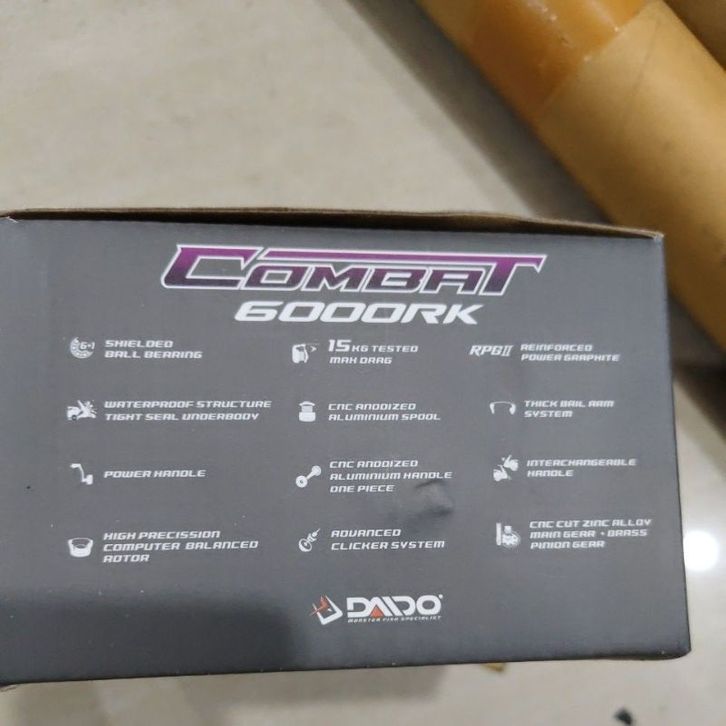 COMBAT
6000RK
6+1 SHIELDED
BALL BEARING
15 KG TESTED
MAX DRAG
RPGII REINFORCED
POWER GRAPHITE
WATERPROOF STRUCTURE
TIGHT SEAL UNDERBODY
CNC ANODIZED
ALUMINIUM SPOOL
THICK BAIL ARM
SYSTEM
POWER HANDLE
CNC ANODIZED
ALUMINIUM HANDLE
ONE PIECE
INTERCHANGEABLE
HANDLE
HIGH PRECISSION
COMPUTER BALANCED
ROTOR
ADVANCED
CLICKER SYSTEM
CNC CUT ZINC ALLOY
MAIN GEAR + BRASS
PINION GEAR
DAIDO
MONSTER FISH SPECIALIST